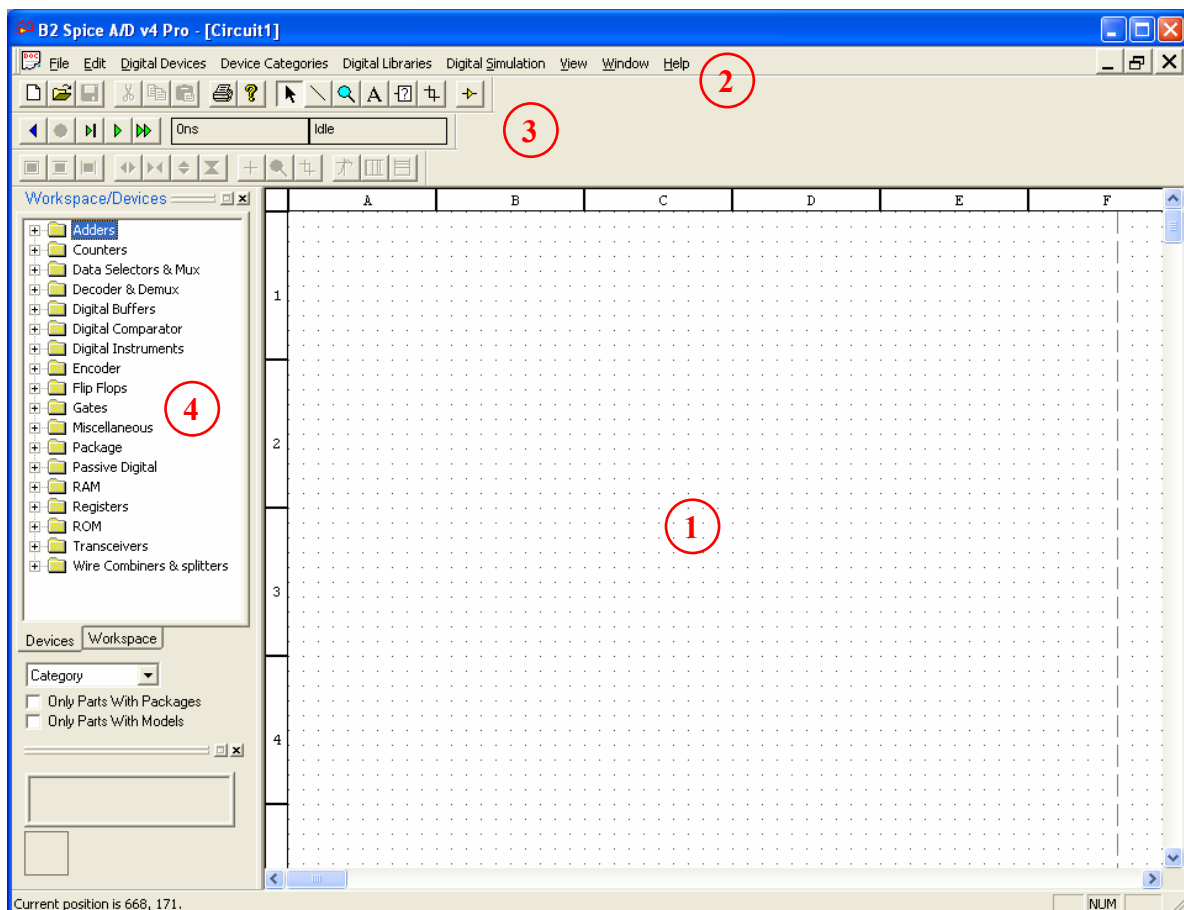 B2 Spice A/D v4 Pro - [Circuit1]
DOC
File Edit Digital Devices Device Categories Digital Libraries Digital Simulation View Window Help
2
A
0ns Idle
3
Workspace/Devices
A B C D E F
Adders
Counters
Data Selectors & Mux
Decoder & Demux
Digital Buffers
Digital Comparator
Digital Instruments
Encoder
Flip Flops
Gates
Miscellaneous
Package
Passive Digital
RAM
Registers
ROM
Transceivers
Wire Combiners & splitters
4
1
2
3
4
1
Devices Workspace
Category
Only Parts With Packages
Only Parts With Models
Current position is 668, 171.
NUM